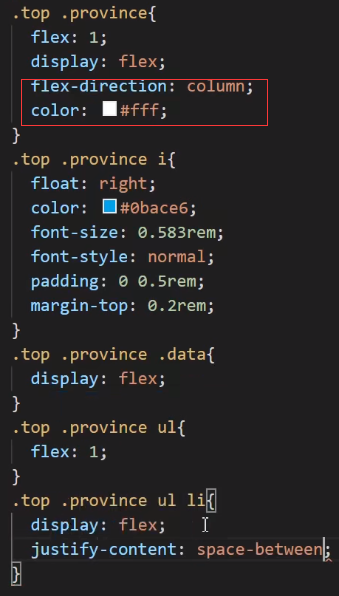 .top .province{
flex: 1;
display: flex;
flex-direction: column;
color: #fff;
}
.top .province i{
float: right;
color: #0bace6;
font-size: 0.583rem;
font-style: normal;
padding: 0 0.5rem;
margin-top: 0.2rem;
}
.top .province .data{
display: flex;
}
.top .province ul{
flex: 1;
}
.top .province ul li{
display: flex;
justify-content: space-between;
}